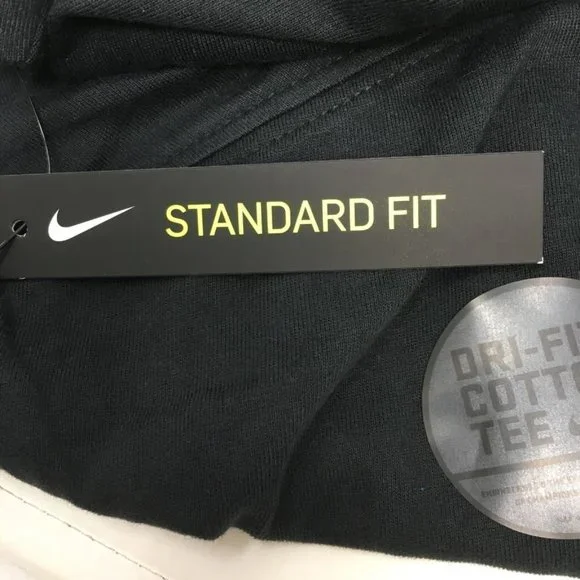 STANDARD FIT
DRI-FI
COTTO
TEE